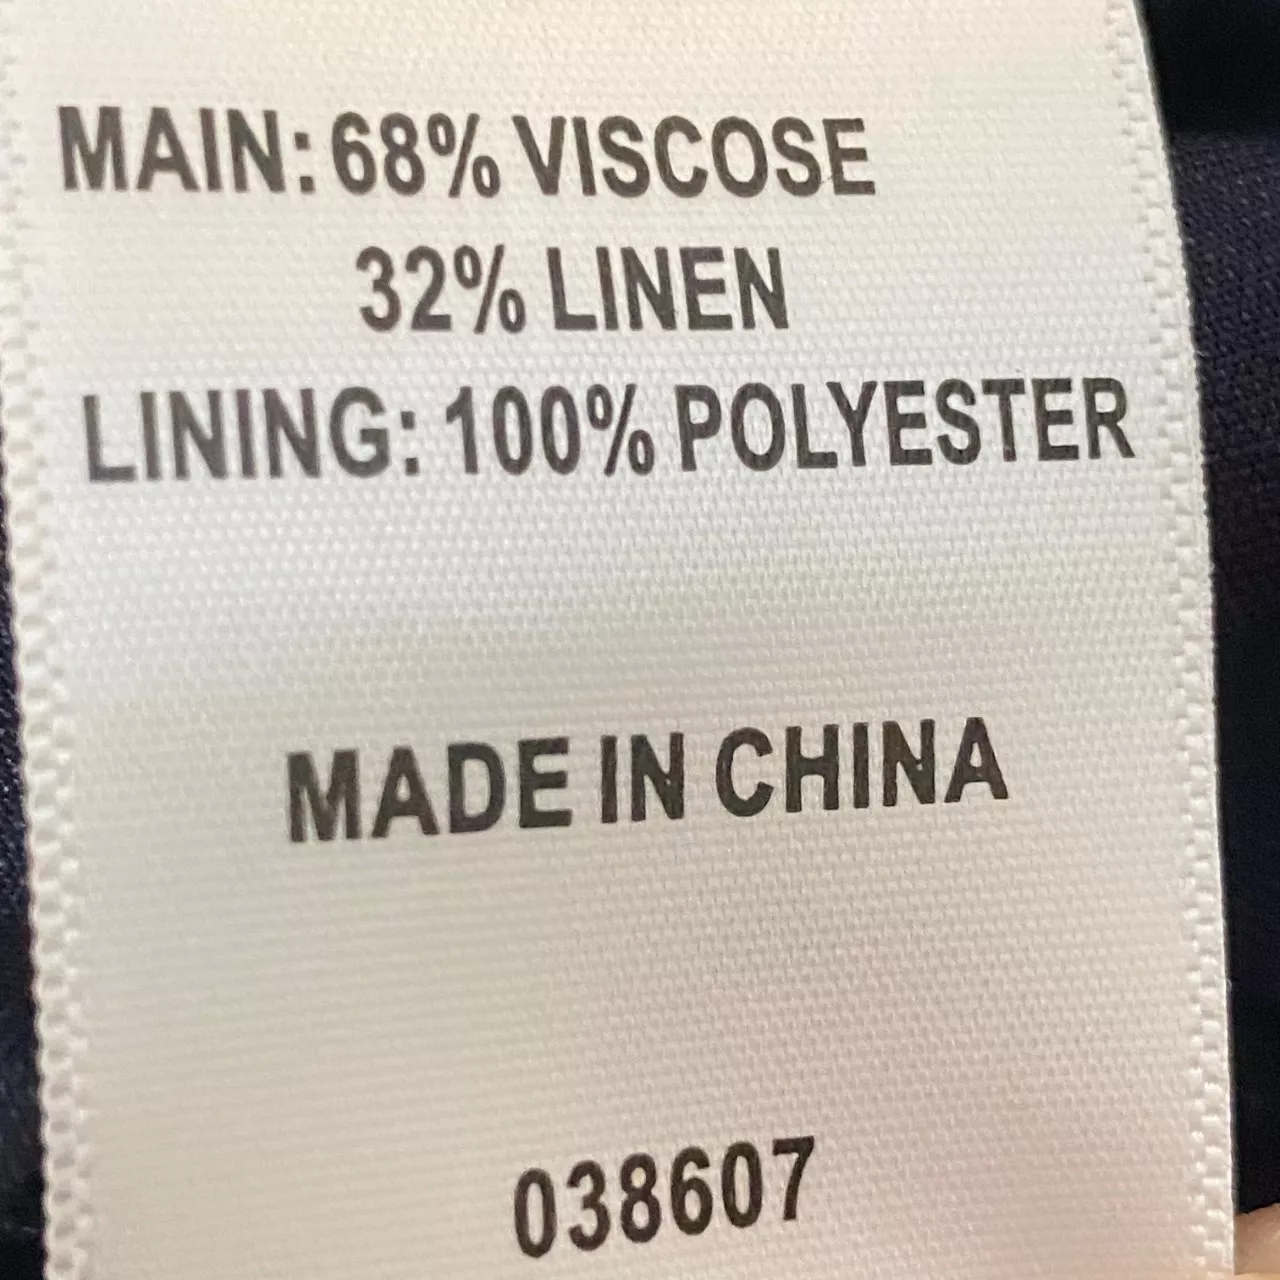 MAIN: 68% VISCOSE
32% LINEN
LINING: 100% POLYESTER
MADE IN CHINA
038607